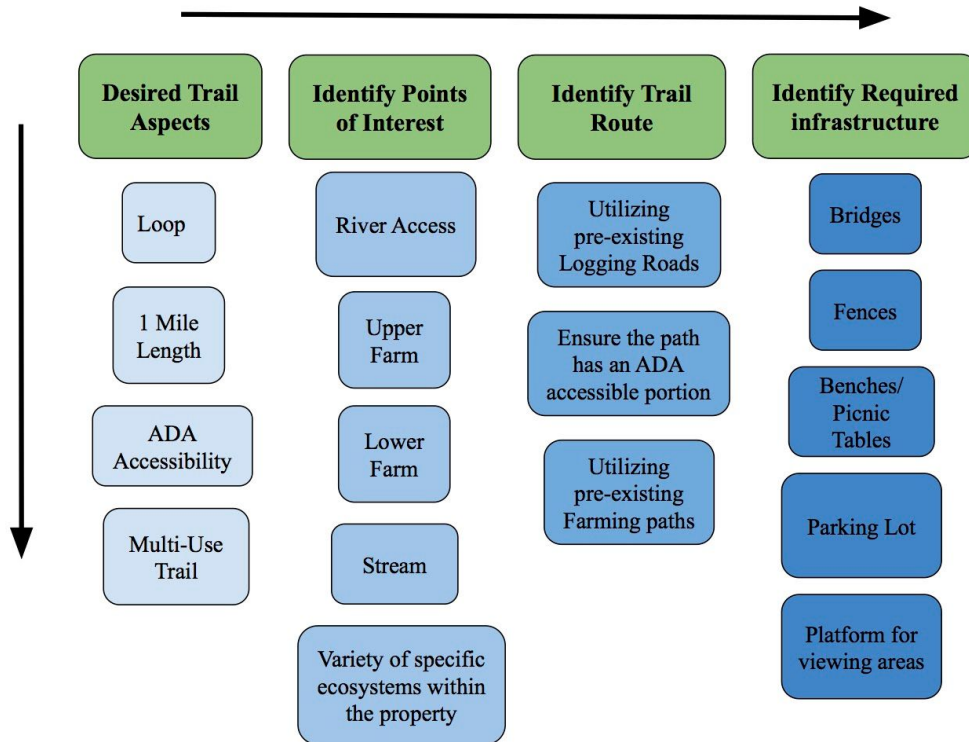 Desired Trail
Aspects
Loop
1 Mile
Length
ADA
Accessibility
Multi-Use
Trail
Identify Points
of Interest
River Access
Upper
Farm
Lower
Farm
Stream
Variety of specific
ecosystems within
the property
Identify Trail
Route
Utilizing
pre-existing
Logging Roads
Ensure the path
has an ADA
accessible portion
Utilizing
pre-existing
Farming paths
Identify Required
infrastructure
Bridges
Fences
Benches/
Picnic
Tables
Parking Lot
Platform for
viewing areas